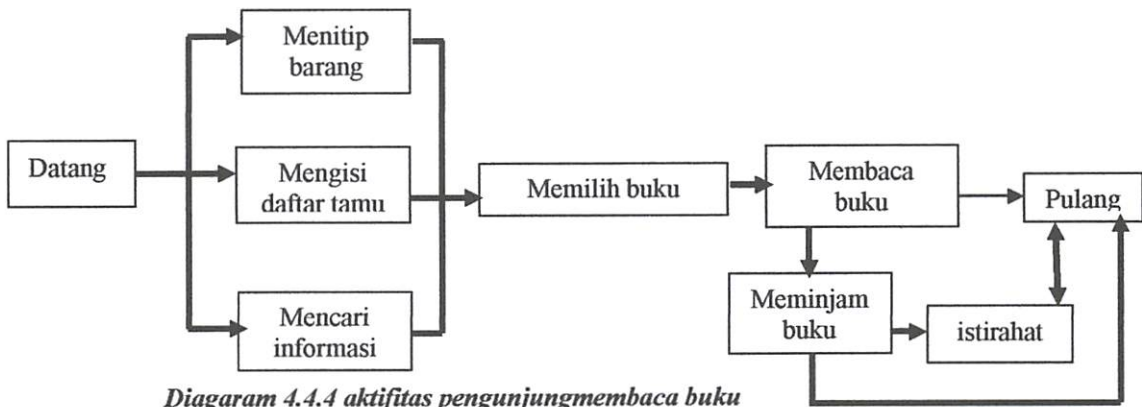 Menitip
barang
Datang
Mengisi
daftar tamu
Mencari
informasi
Memilih buku
Membaca
buku
Pulang
Meminjam
buku
istirahat
Diagaram 4.4.4 aktifitas pengunjungmembaca buku